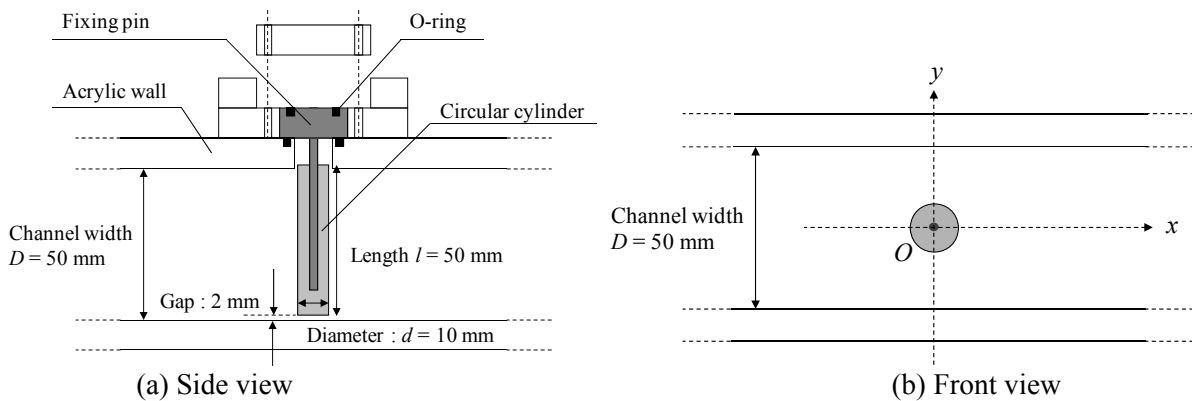 Fixing pin
O-ring
Acrylic wall
Circular cylinder
Channel width
D = 50 mm
Length l = 50 mm
Gap : 2 mm
Diameter : d = 10 mm
(a) Side view
y
Channel width
D = 50 mm
x
O
(b) Front view